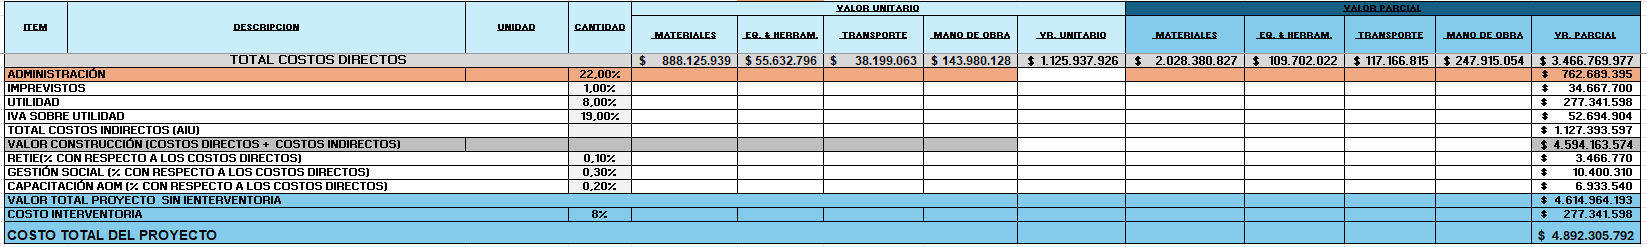 VALOR UNITARIO VALOR PARCIAL
ITEM DESCRIPCION UNIDAD CANTIDAD MATERIALES EQ. & HERRAM. TRANSPORTE MANO DE OBRA VR. UNITARIO MATERIALES EQ. & HERRAM. TRANSPORTE MANO DE OBRA VR. PARCIAL
TOTAL COSTOS DIRECTOS $ 888.125.939 $ 55.632.796 $ 38.199.063 $ 143.980.128 $ 1.125.937.926 $ 2.028.380.827 $ 109.702.022 $ 117.166.815 $ 247.915.054 $ 3.466.769.977
ADMINISTRACIÓN 22,00% $ 762.689.395
IMPREVISTOS 1,00% $ 34.667.700
UTILIDAD 8,00% $ 277.341.598
IVA SOBRE UTILIDAD 19,00% $ 52.694.904
TOTAL COSTOS INDIRECTOS (AIU) $ 1.127.393.597
VALOR CONSTRUCCIÓN (COSTOS DIRECTOS + COSTOS INDIRECTOS) $ 4.594.163.574
RETIE(% CON RESPECTO A LOS COSTOS DIRECTOS) 0,10% $ 3.466.770
GESTIÓN SOCIAL (% CON RESPECTO A LOS COSTOS DIRECTOS) 0,30% $ 10.400.310
CAPACITACIÓN AOM (% CON RESPECTO A LOS COSTOS DIRECTOS) 0,20% $ 6.933.540
VALOR TOTAL PROYECTO SIN IENTERVENTORIA $ 4.614.964.193
COSTO INTERVENTORIA 8% $ 277.341.598
COSTO TOTAL DEL PROYECTO $ 4.892.305.792